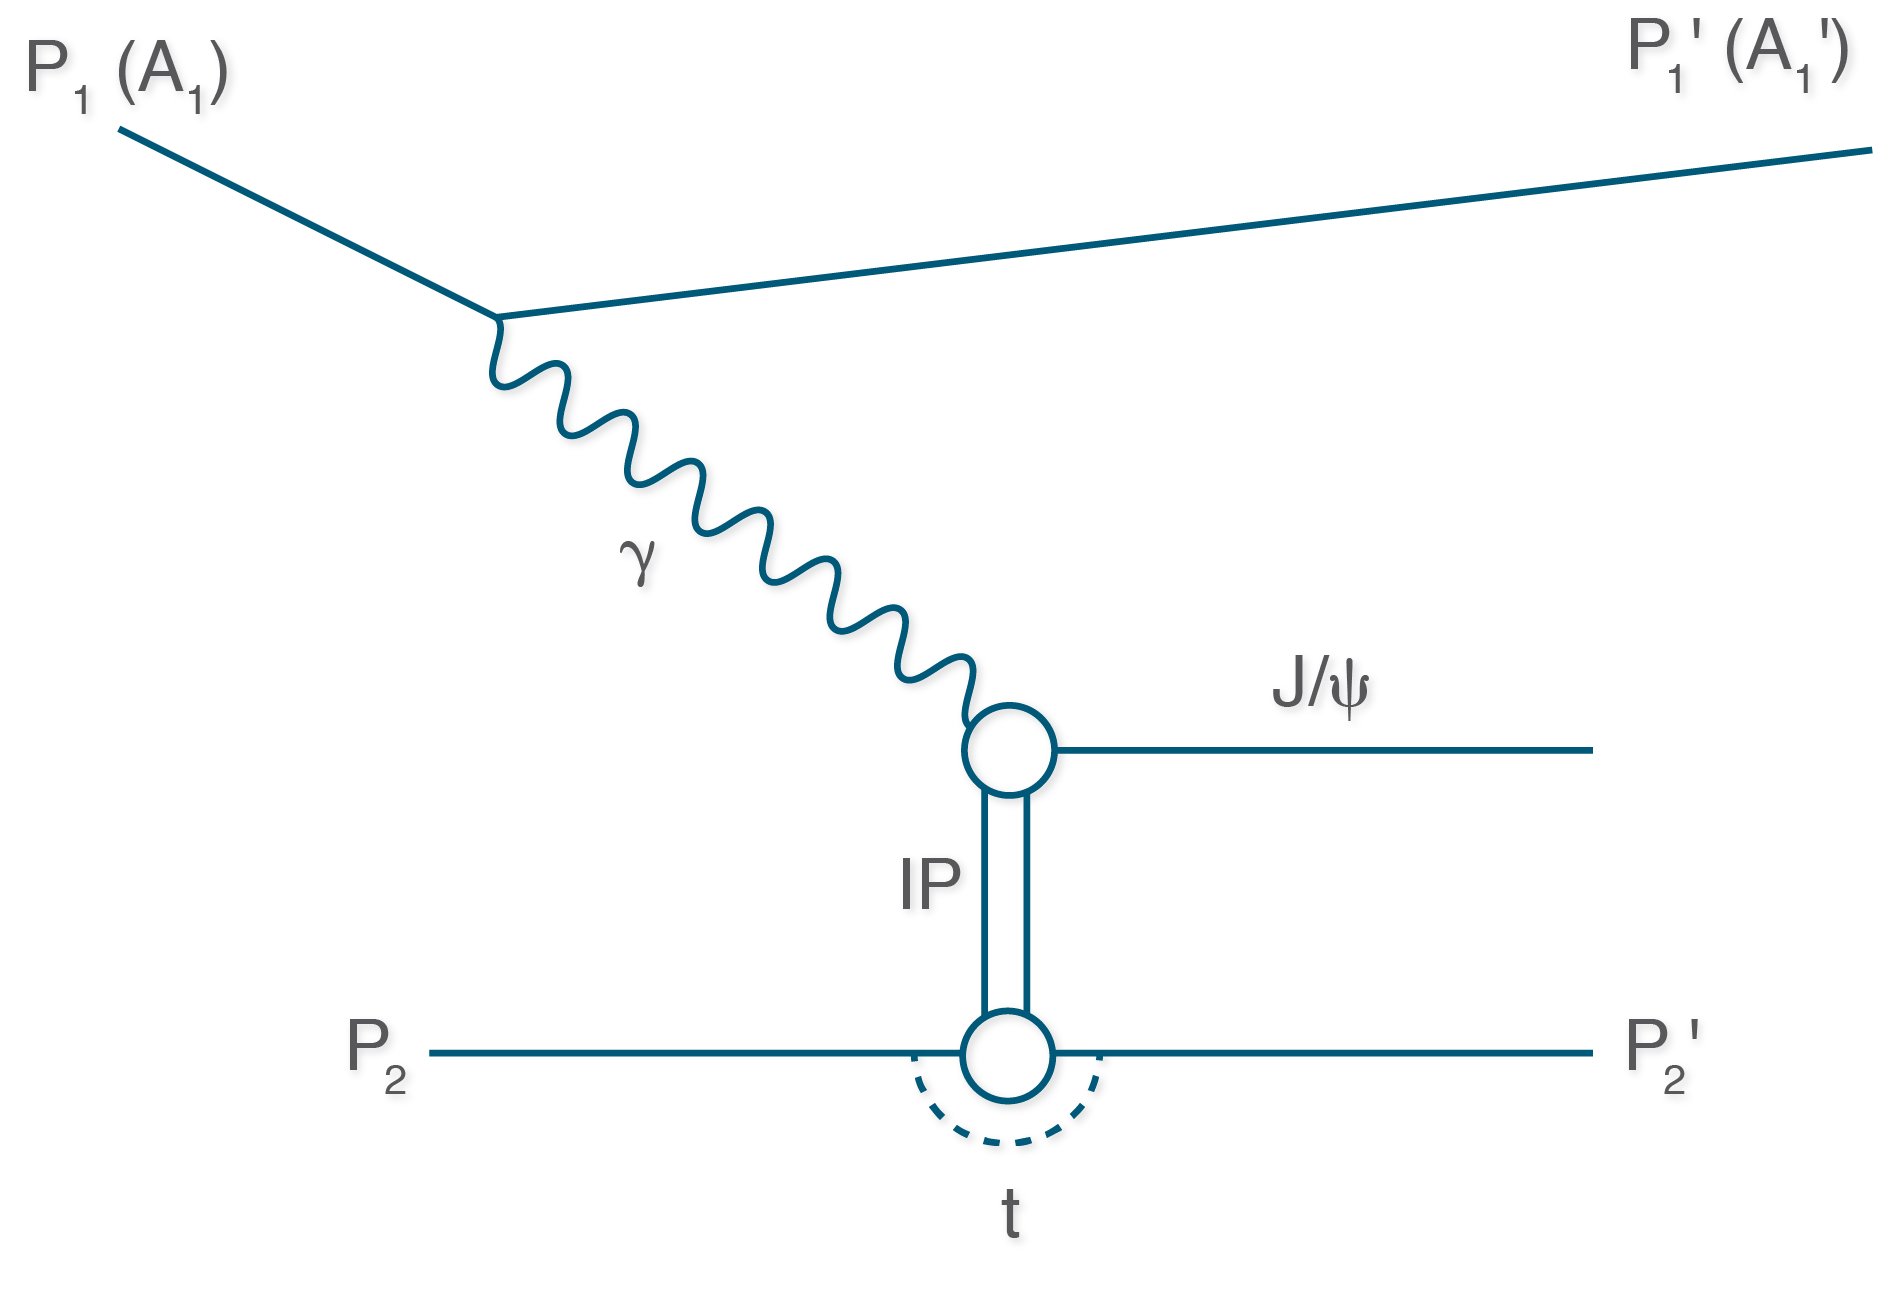 P₁ (A₁)
P₁' (A₁')
γ
J/ψ
IP
P₂
P₂'
t